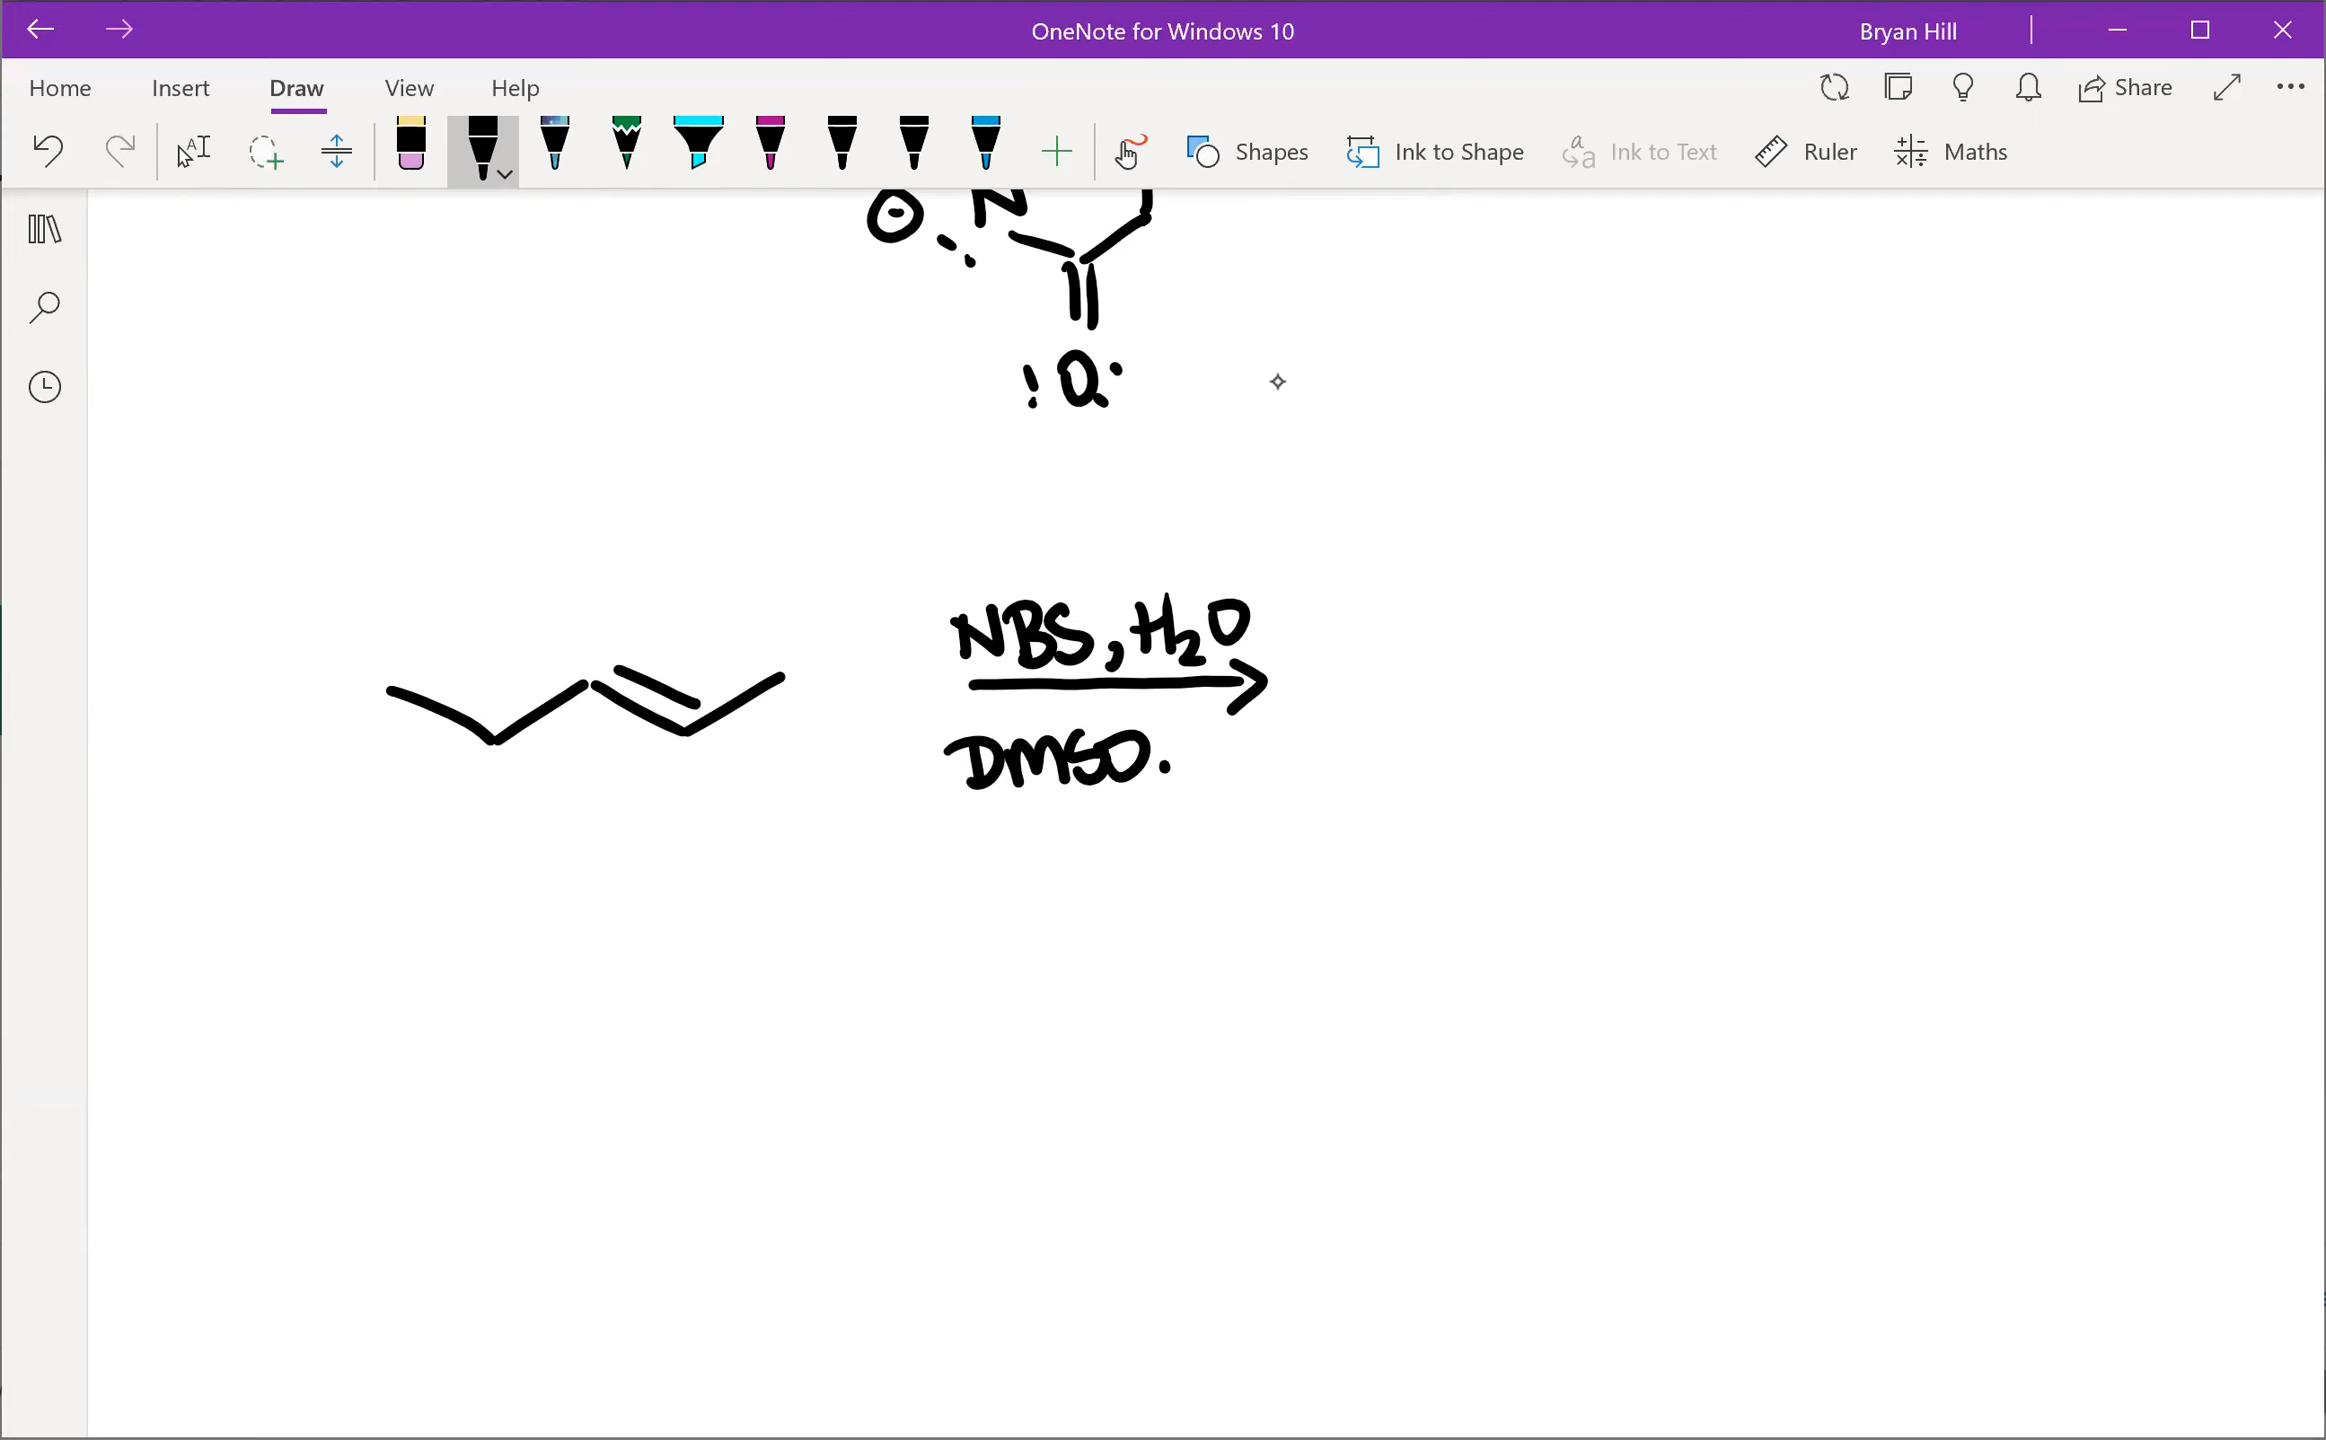 OneNote for Windows 10
Bryan Hill
Home Insert Draw View Help
Share
Shapes Ink to Shape Ink to Text Ruler Maths
N
O
NBS, H2O
DMSO.